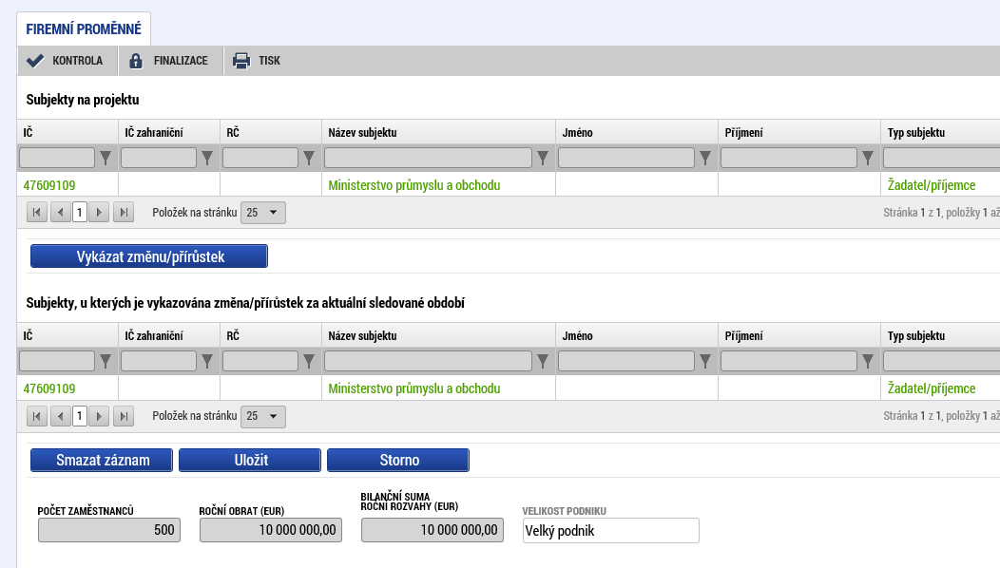 FIREMNÍ PROMĚNNÉ
KONTROLA FINALIZACE TISK
Subjekty na projektu
IČ IČ zahraniční RČ Název subjektu Jméno Příjmení Typ subjektu
47609109 Ministerstvo průmyslu a obchodu Žadatel/příjemce
1 Položek na stránku 25 Stránka 1 z 1, položky 1 až
Vykázat změnu/přírůstek
Subjekty, u kterých je vykazována změna/přírůstek za aktuální sledované období
IČ IČ zahraniční RČ Název subjektu Jméno Příjmení Typ subjektu
47609109 Ministerstvo průmyslu a obchodu Žadatel/příjemce
1 Položek na stránku 25 Stránka 1 z 1, položky 1 až
Smazat záznam Uložit Storno
POČET ZAMĚSTNANCŮ ROČNÍ OBRAT (EUR) BILANČNÍ SUMA
ROČNÍ ROZVAHY (EUR) VELIKOST PODNIKU
500 10 000 000,00 10 000 000,00 Velký podnik